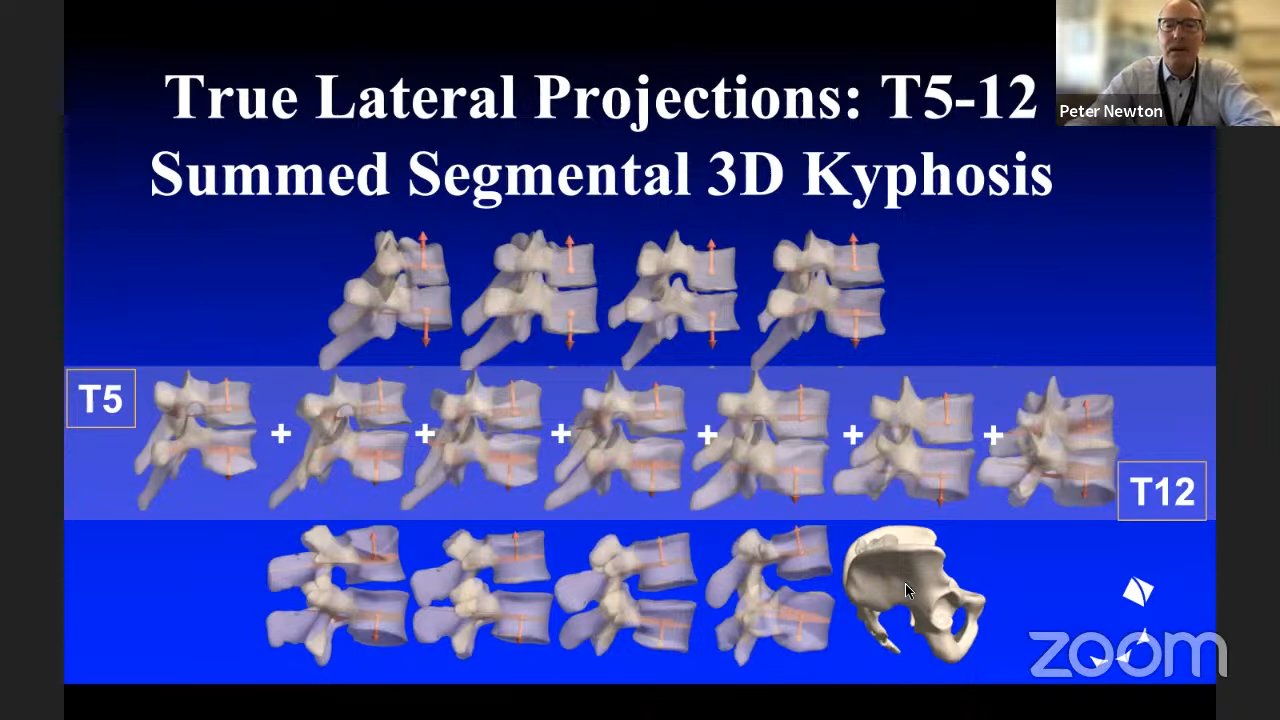 True Lateral Projections: T5-12
Summed Segmental 3D Kyphosis
Peter Newton
T5
+ + + + + +
T12
zoom